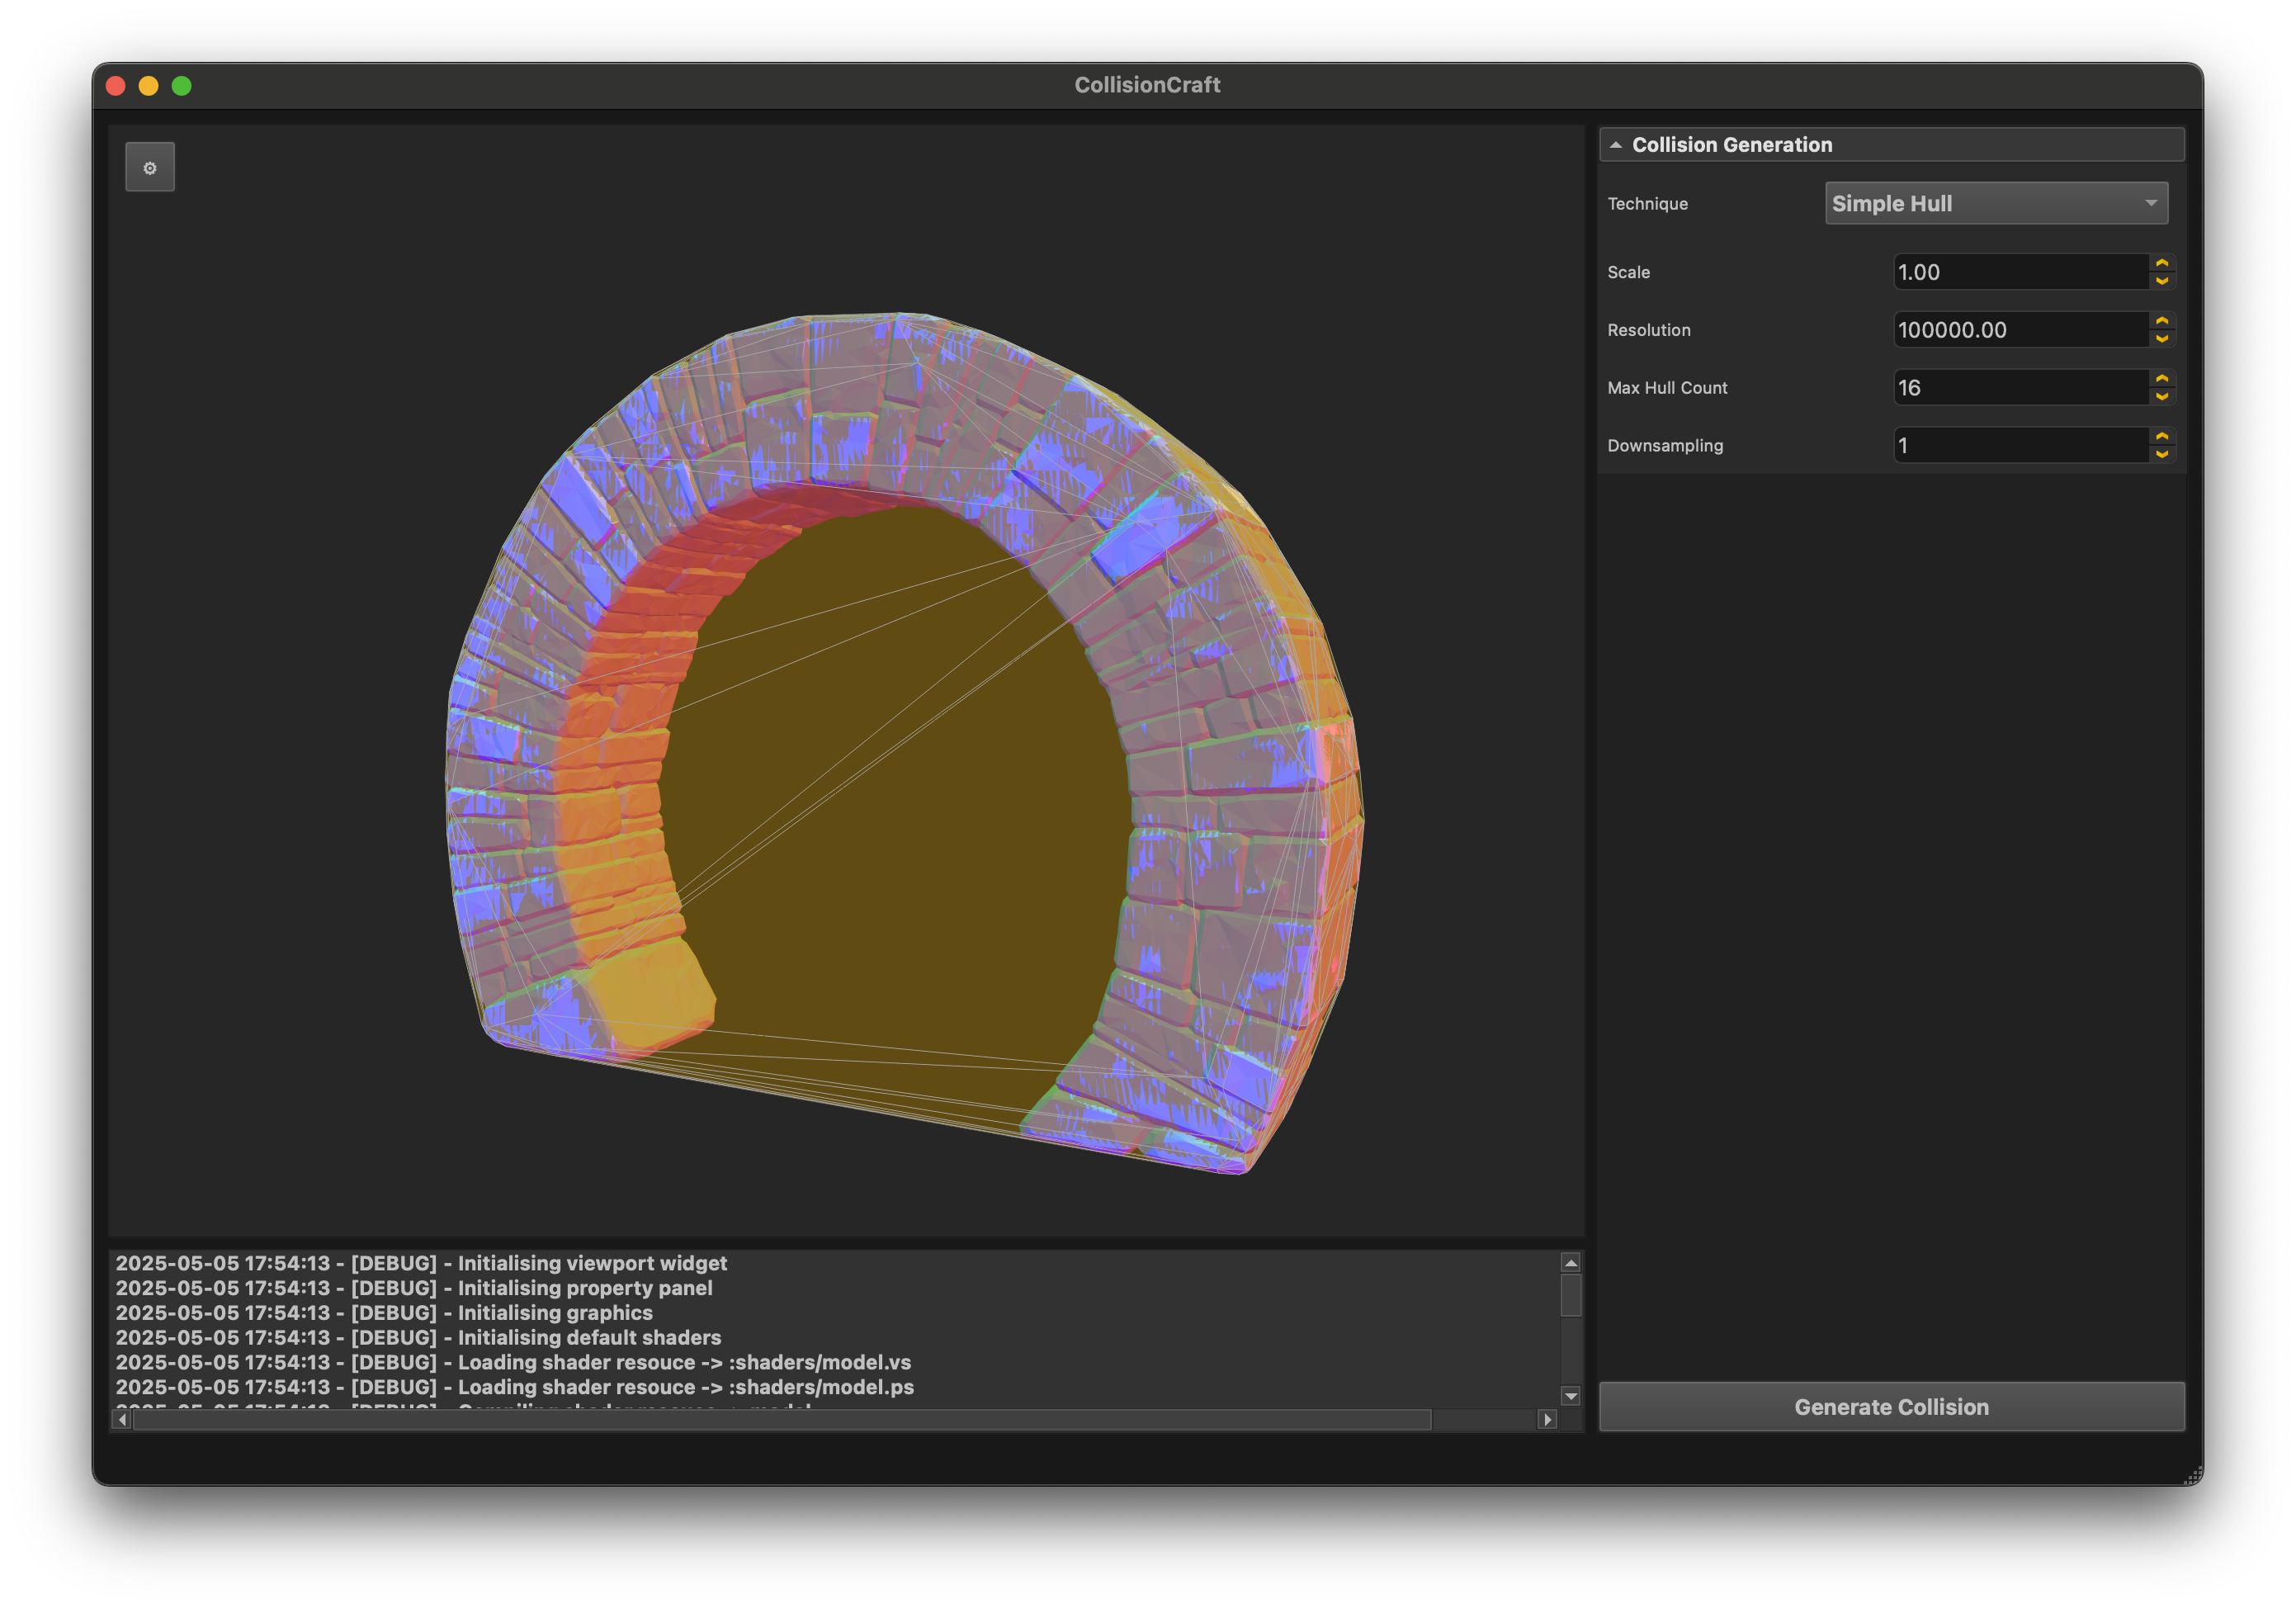 CollisionCraft
Collision Generation
Technique
Simple Hull
Scale
1.00
Resolution
100000.00
Max Hull Count
16
Downsampling
1
2025-05-05 17:54:13 - [DEBUG] - Initialising viewport widget
2025-05-05 17:54:13 - [DEBUG] - Initialising property panel
2025-05-05 17:54:13 - [DEBUG] - Initialising graphics
2025-05-05 17:54:13 - [DEBUG] - Initialising default shaders
2025-05-05 17:54:13 - [DEBUG] - Loading shader resouce -> :shaders/model.vs
2025-05-05 17:54:13 - [DEBUG] - Loading shader resouce -> :shaders/model.ps
Generate Collision